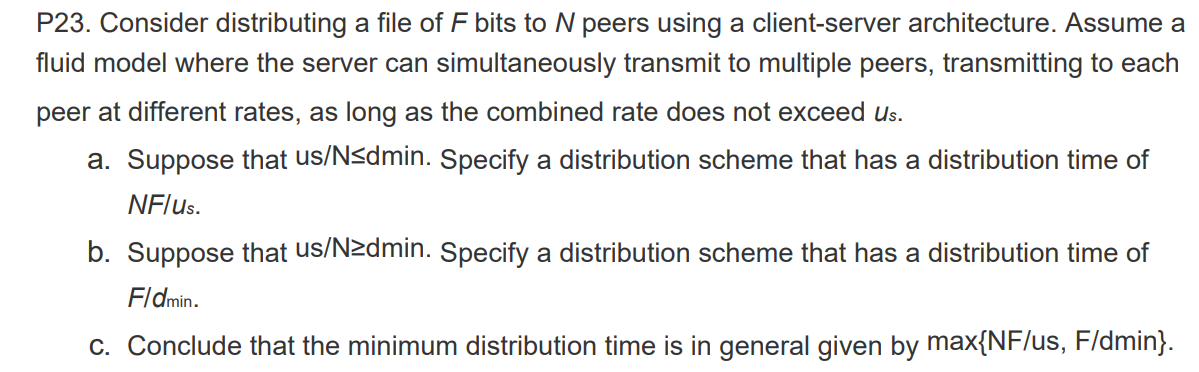 P23. Consider distributing a file of F bits to N peers using a client-server architecture. Assume a
fluid model where the server can simultaneously transmit to multiple peers, transmitting to each
peer at different rates, as long as the combined rate does not exceed us.
a. Suppose that us/N≤dmin. Specify a distribution scheme that has a distribution time of
NF/us.
b. Suppose that us/N≥dmin. Specify a distribution scheme that has a distribution time of
F/dmin.
c. Conclude that the minimum distribution time is in general given by max{NF/us, F/dmin}.